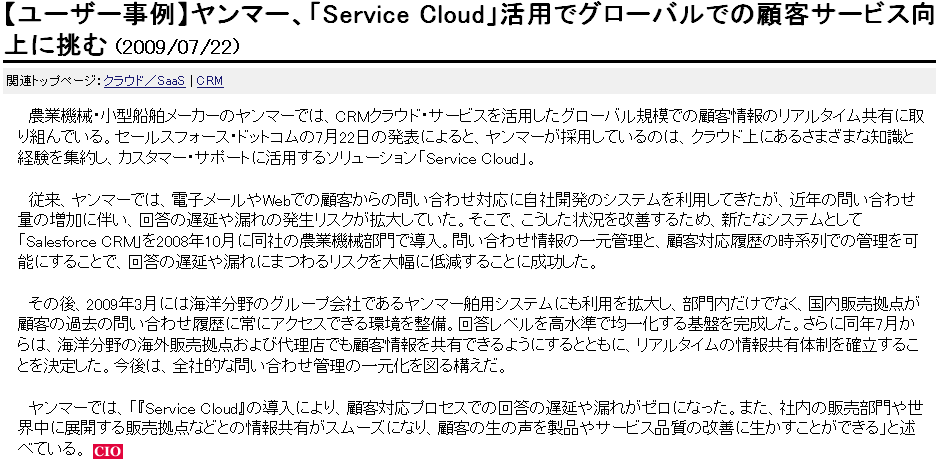 【ユーザー事例】ヤンマー、「Service Cloud」活用でグローバルでの顧客サービス向
上に挑む (2009/07/22)
関連トップページ： クラウド／SaaS | CRM
農業機械・小型船舶メーカーのヤンマーでは、CRMクラウド・サービスを活用したグローバル規模での顧客情報のリアルタイム共有に取
り組んでいる。セールスフォース・ドットコムの7月22日の発表によると、ヤンマーが採用しているのは、クラウド上にあるさまざまな知識と
経験を集約し、カスタマー・サポートに活用するソリューション「Service Cloud」。
従来、ヤンマーでは、電子メールやWebでの顧客からの問い合わせ対応に自社開発のシステムを利用してきたが、近年の問い合わせ
量の増加に伴い、回答の遅延や漏れの発生リスクが拡大していた。そこで、こうした状況を改善するため、新たなシステムとして
「Salesforce CRM」を2008年10月に同社の農業機械部門で導入。問い合わせ情報の一元管理と、顧客対応履歴の時系列での管理を可
能にすることで、回答の遅延や漏れにまつわるリスクを大幅に低減することに成功した。
その後、2009年3月には海洋分野のグループ会社であるヤンマー舶用システムにも利用を拡大し、部門内だけでなく、国内販売拠点が
顧客の過去の問い合わせ履歴に常にアクセスできる環境を整備。回答レベルを高水準で均一化する基盤を完成した。さらに同年7月か
らは、海洋分野の海外販売拠点および代理店でも顧客情報を共有できるようにするとともに、リアルタイムの情報共有体制を確立するこ
とを決定した。今後は、全社的な問い合わせ管理の一元化を図る構えだ。
ヤンマーでは、「『Service Cloud』の導入により、顧客対応プロセスでの回答の遅延や漏れがゼロになった。また、社内の販売部門や世
界中に展開する販売拠点などとの情報共有がスムーズになり、顧客の生の声を製品やサービス品質の改善に生かすことができる」と述
べている。 CIO